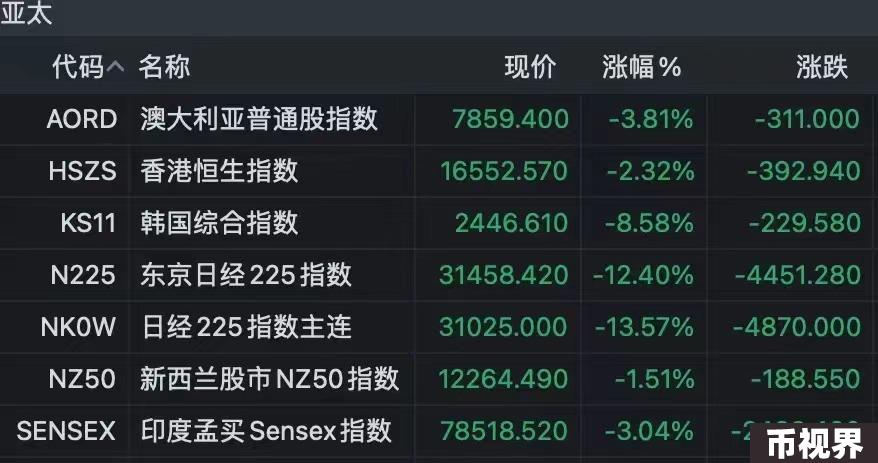 亚太
代码 名称 现价 涨幅% 涨跌
AORD 澳大利亚普通股指数 7859.400 -3.81% -311.000
HSZS 香港恒生指数 16552.570 -2.32% -392.940
KS11 韩国综合指数 2446.610 -8.58% -229.580
N225 东京日经225指数 31458.420 -12.40% -4451.280
NK0W 日经225指数主连 31025.000 -13.57% -4870.000
NZ50 新西兰股市NZ50指数 12264.490 -1.51% -188.550
SENSEX 印度孟买Sensex指数 78518.520 -3.04%
币视界